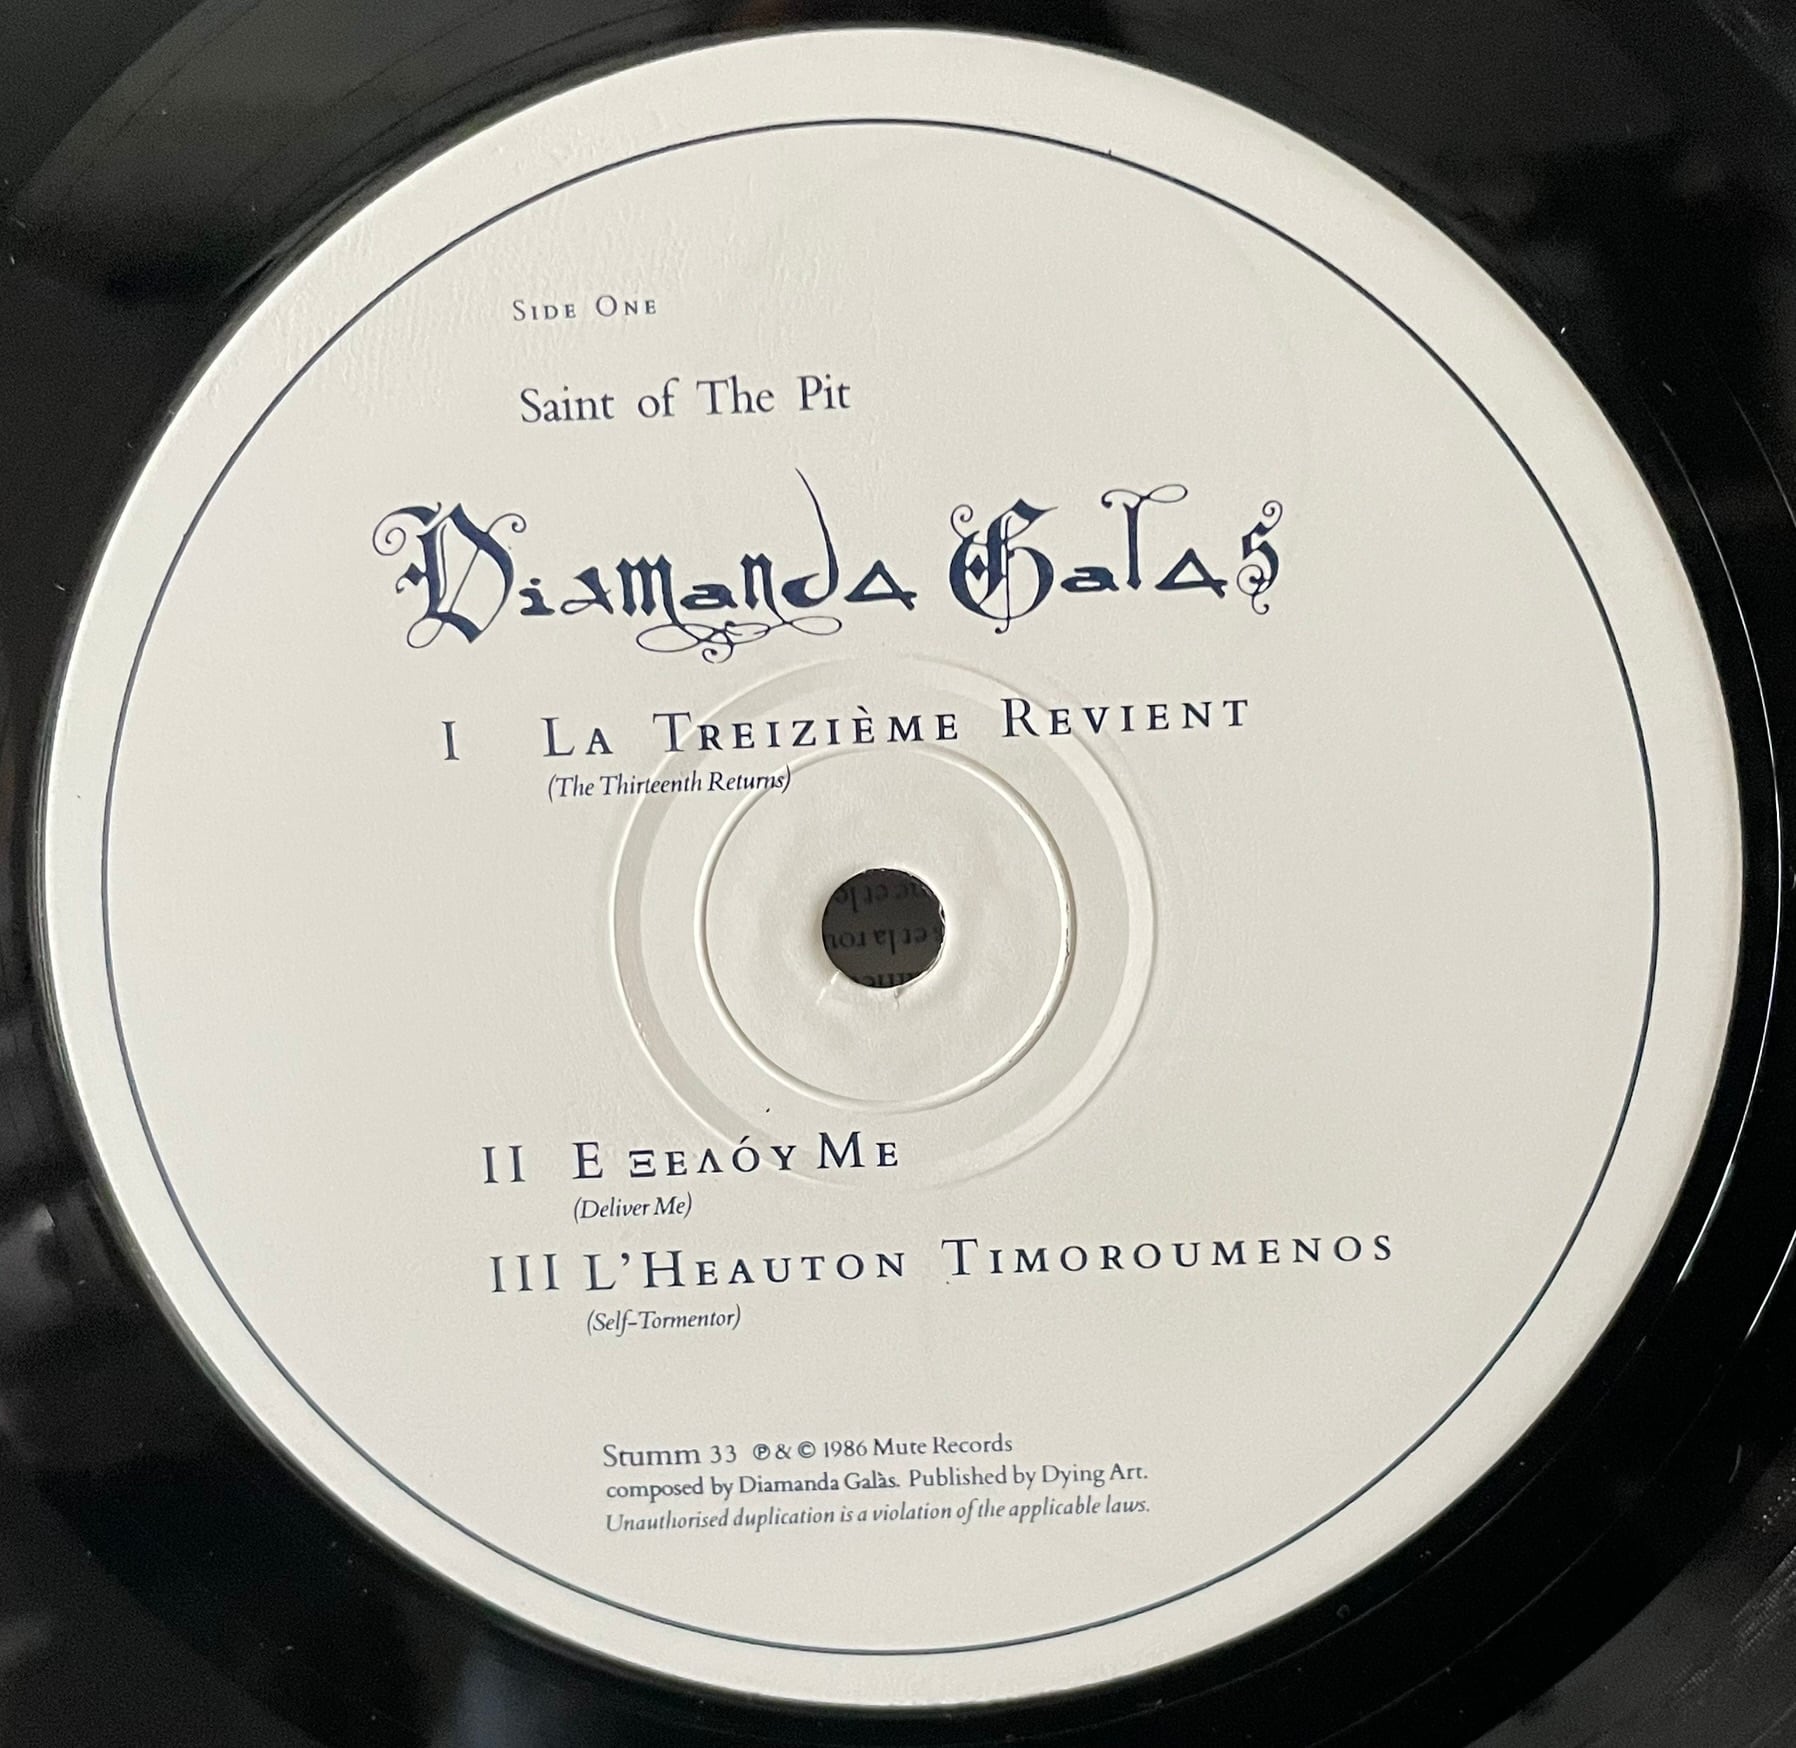 Side One
Saint of The Pit
Diamanda Galas
I La Treizième Revient
(The Thirteenth Returns)
II Ε ξελόυ Με
(Deliver Me)
III L'Heauton Timoroumenos
(Self-Tormentor)
Stumm 33 ℗ & © 1986 Mute Records
composed by Diamanda Galàs. Published by Dying Art.
Unauthorised duplication is a violation of the applicable laws.